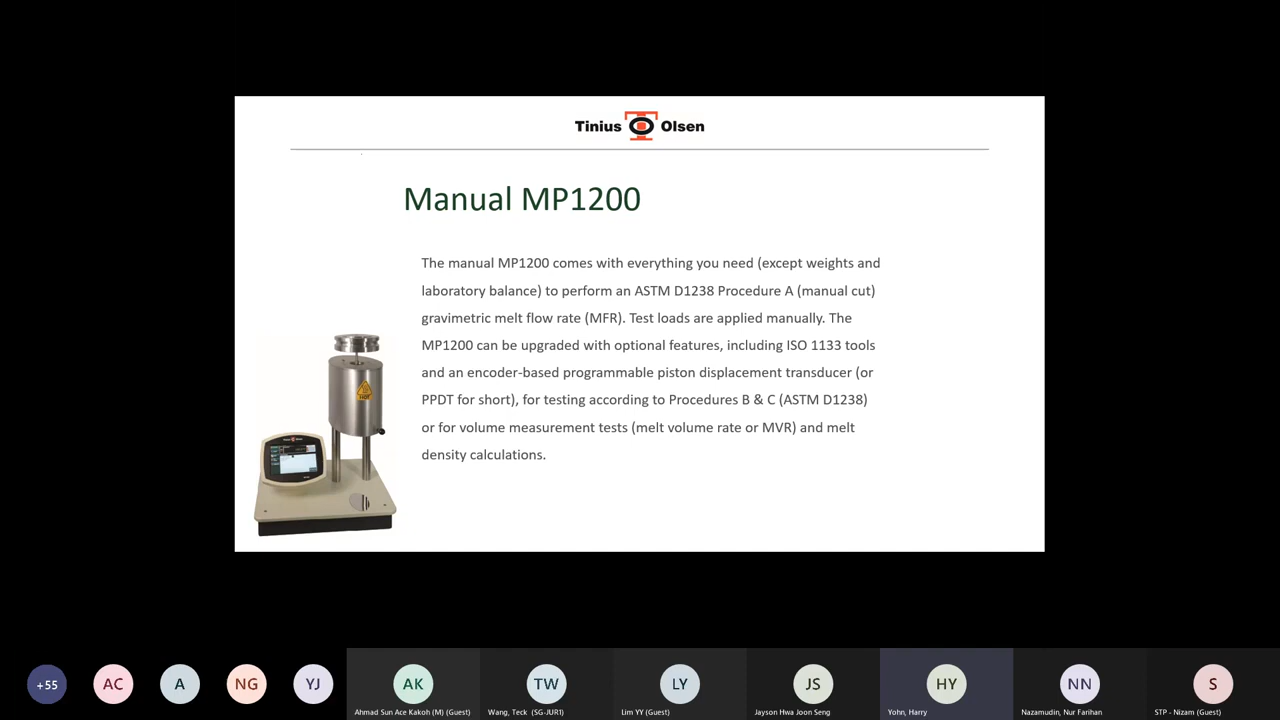 Tinius Olsen
Manual MP1200
The manual MP1200 comes with everything you need (except weights and
laboratory balance) to perform an ASTM D1238 Procedure A (manual cut)
gravimetric melt flow rate (MFR). Test loads are applied manually. The
MP1200 can be upgraded with optional features, including ISO 1133 tools
and an encoder-based programmable piston displacement transducer (or
PPDT for short), for testing according to Procedures B & C (ASTM D1238)
or for volume measurement tests (melt volume rate or MVR) and melt
density calculations.
HOT
+55
AC
A
NG
YJ
AK
TW
LY
JS
HY
NN
S
Ahmad Sun Ace Kakoh (M) (Guest)
Wang, Teck (SG-JUR1)
Lim YY (Guest)
Jayson Hwa Joon Seng
Yohn, Harry
Nazamudin, Nur Farihan
STP - Nizam (Guest)